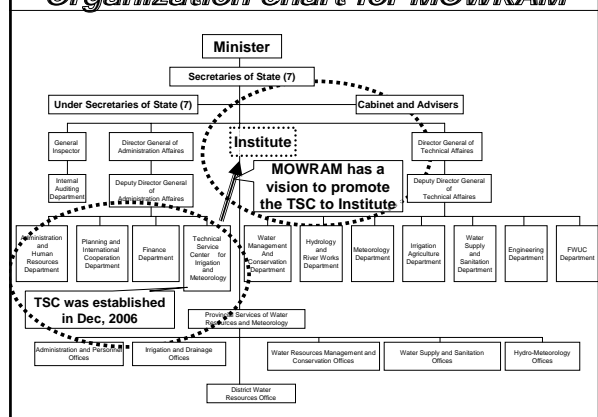 Organization chart for MOWRAM
Minister
Secretaries of State (7)
Under Secretaries of State (7)
Cabinet and Advisers
General
Inspector
Director General of
Administration Affaires
Institute
Director General of
Technical Affaires
MOWRAM has a
vision to promote
the TSC to Institute
Internal
Auditing
Department
Deputy Director General
of
Administration Affaires
Deputy Director General
of
Technical Affaires
Administration
and
Human
Resources
Department
Planning and
International
Cooperation
Department
Finance
Department
Technical
Service
Center for
Irrigation
and
Meteorology
Water
Management
And
Conservation
Department
Hydrology
and
River Works
Department
Meteorology
Department
Irrigation
Agriculture
Department
Water
Supply
and
Sanitation
Department
Engineering
Department
FWUC
Department
TSC was established
in Dec, 2006
Provincial Services of Water
Resources and Meteorology
Administration and Personnel
Offices
Irrigation and Drainage
Offices
Water Resources Management and
Conservation Offices
Water Supply and Sanitation
Offices
Hydro-Meteorology
Offices
District Water
Resources Office